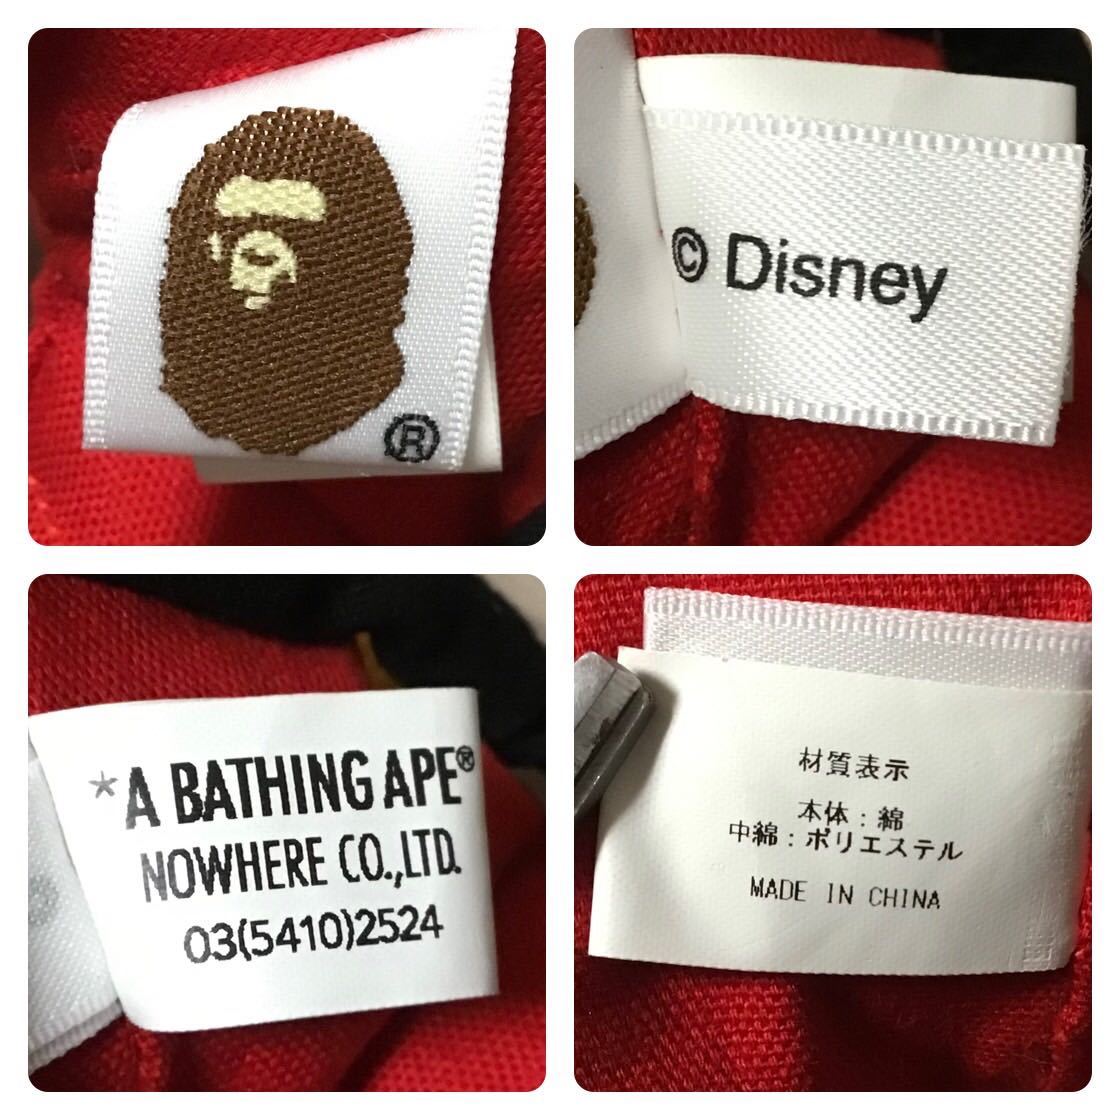 ®
© Disney
*A BATHING APE®
NOWHERE CO.,LTD.
03(5410)2524
材質表示
本体：綿
中綿：ポリエステル
MADE IN CHINA